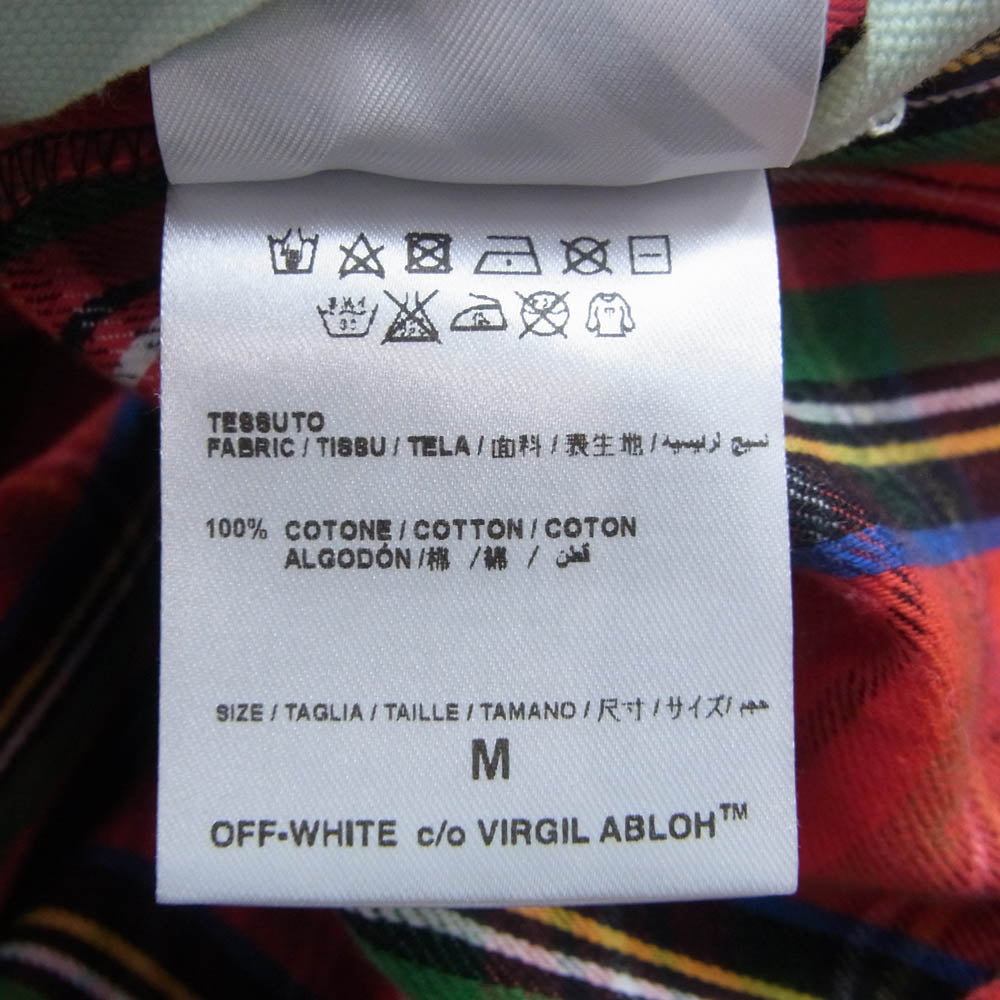 TESSUTO
FABRIC / TISSU / TELA / 面料 / 表生地 / نسيج
100% COTONE / COTTON / COTON
ALGODÓN / 棉 / 綿 / قطن
SIZE / TAGLIA / TAILLE / TAMANO / 尺寸 / サイズ / حجم
M
OFF-WHITE c/o VIRGIL ABLOH™